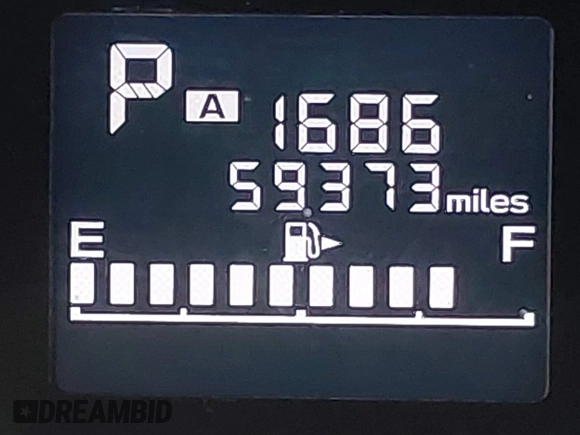 P A 1686
59373 miles
E F
DREAMBID